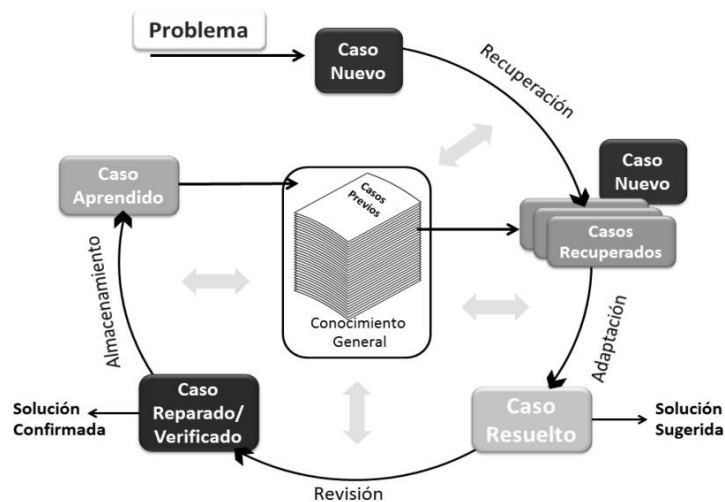 Problema
Caso
Nuevo
Recuperación
Caso
Nuevo
Caso
Aprendido
Casos
Previos
Casos
Recuperados
Conocimiento
General
Almacenamiento
Adaptación
Caso
Reparado/
Verificado
Solución
Confirmada
Caso
Resuelto
Solución
Sugerida
Revisión